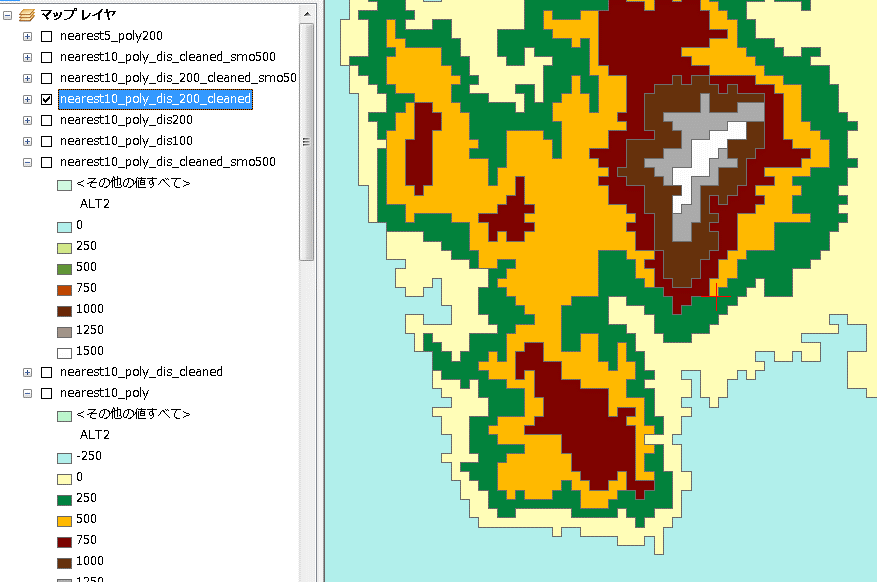 マップ レイヤ
nearest5_poly200
nearest10_poly_dis_cleaned_smo500
nearest10_poly_dis_200_cleaned_smo50
nearest10_poly_dis_200_cleaned
nearest10_poly_dis200
nearest10_poly_dis100
nearest10_poly_dis_cleaned_smo500
<その他の値すべて>
ALT2
0
250
500
750
1000
1250
1500
nearest10_poly_dis_cleaned
nearest10_poly
<その他の値すべて>
ALT2
-250
0
250
500
750
1000
1250